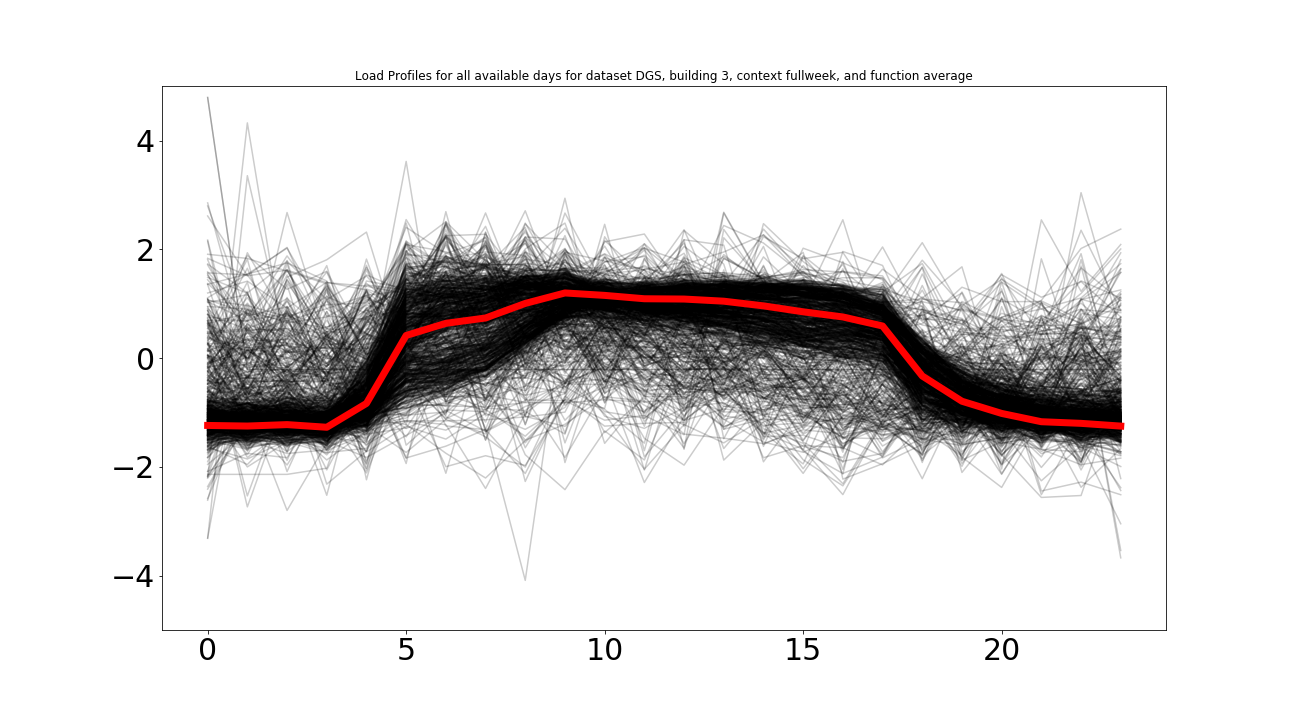 Load Profiles for all available days for dataset DGS, building 3, context fullweek, and function average
4
2
0
−2
−4
0 5 10 15 20